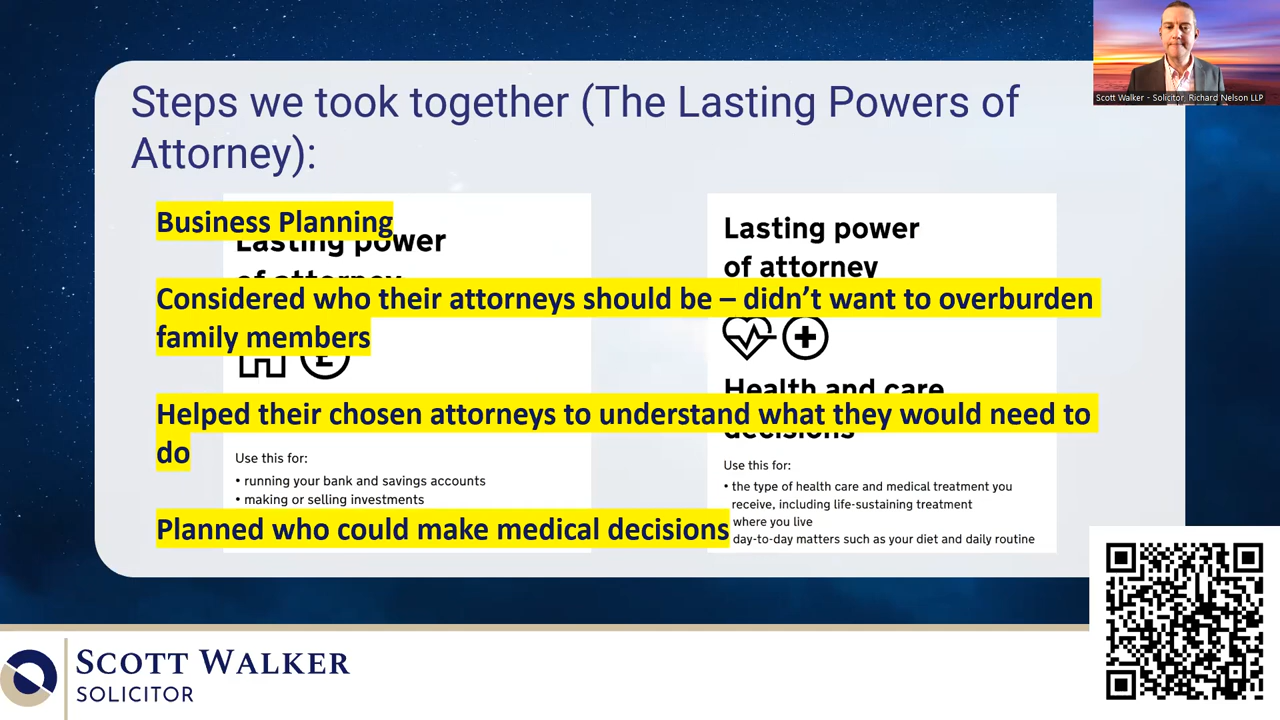 Scott Walker - Solicitor, Richard Nelson LLP
Steps we took together (The Lasting Powers of
Attorney):
Business Planning
Lasting power
of attorney
Considered who their attorneys should be – didn’t want to overburden
family members
Helped their chosen attorneys to understand what they would need to
do
Use this for:
• running your bank and savings accounts
• making or selling investments
Planned who could make medical decisions
Lasting power
of attorney
Health and care
decisions
Use this for:
• the type of health care and medical treatment you
receive, including life-sustaining treatment
where you live
day-to-day matters such as your diet and daily routine
SCOTT WALKER
SOLICITOR